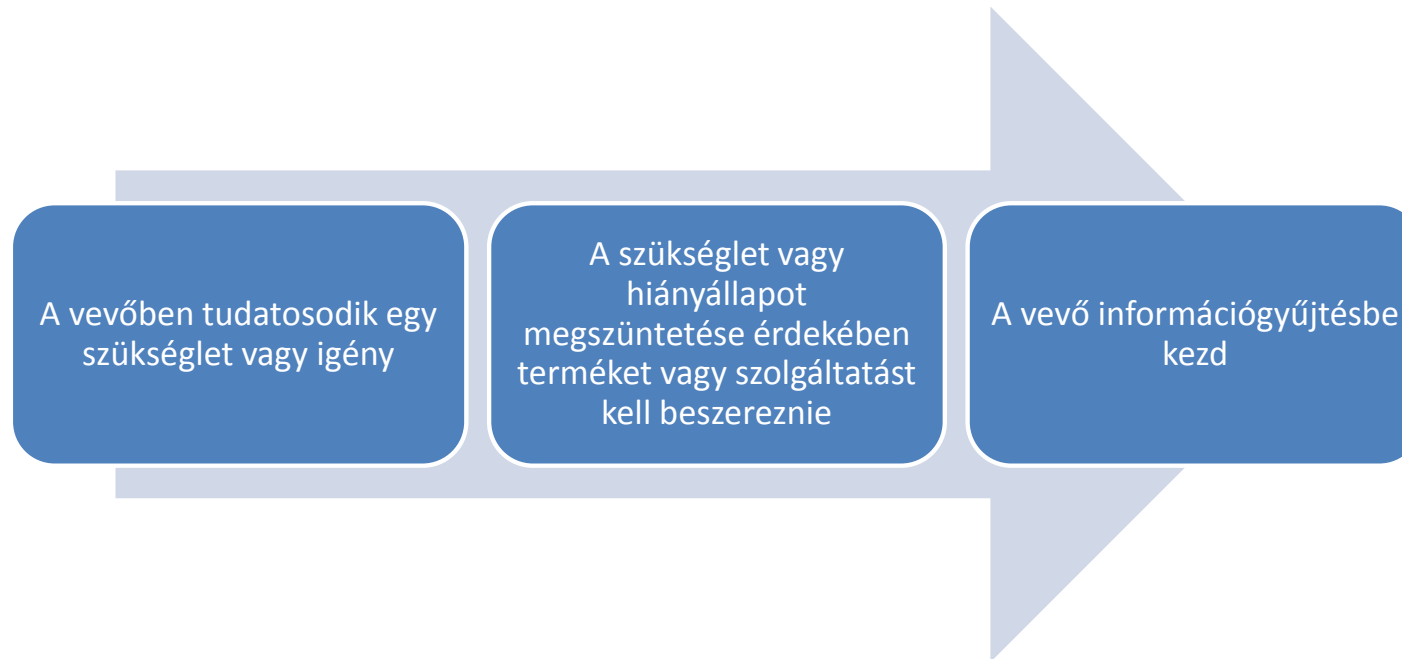 A vevőben tudatosodik egy
szükséglet vagy igény
A szükséglet vagy
hiányállapot
megszüntetése érdekében
terméket vagy szolgáltatást
kell beszereznie
A vevő információgyűjtésbe
kezd